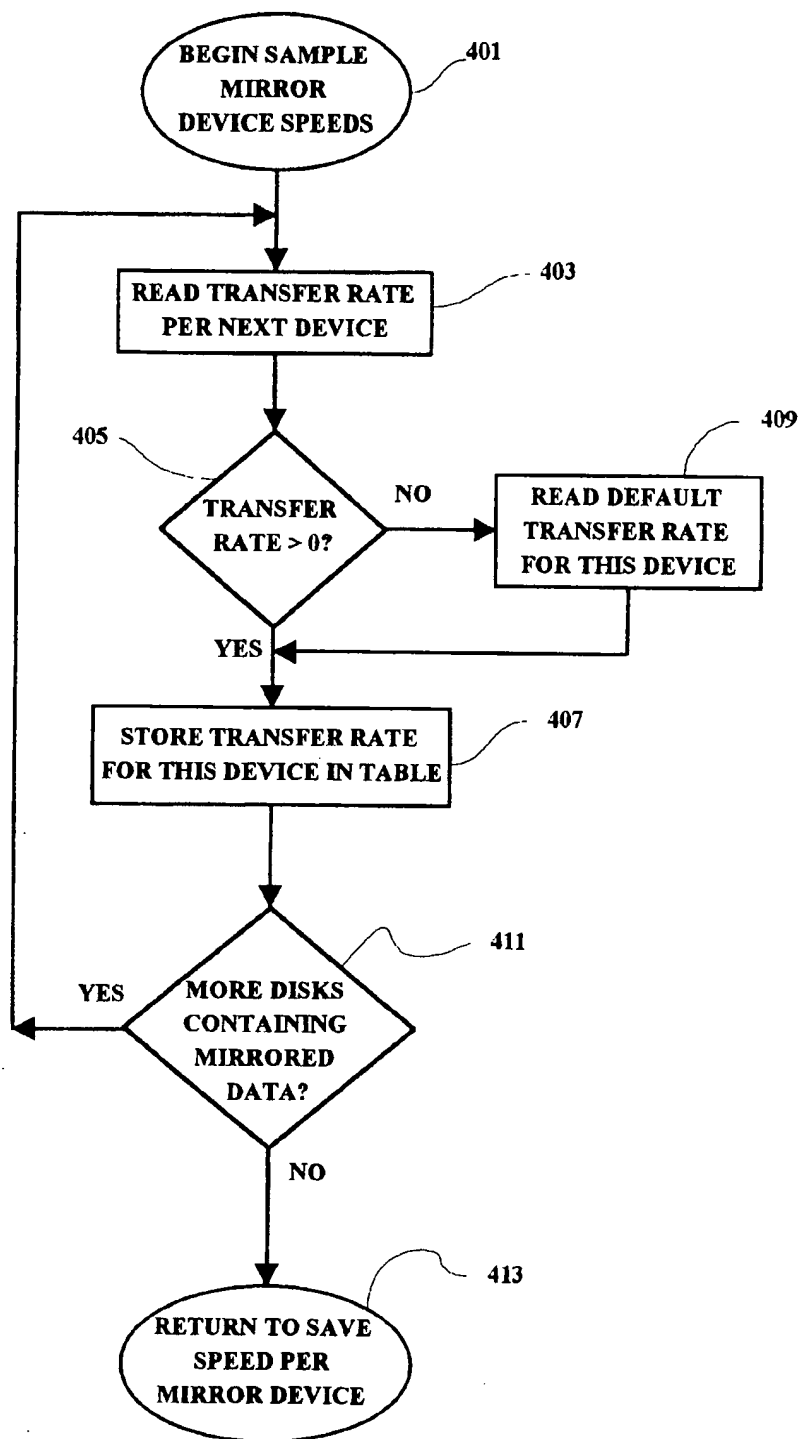 BEGIN SAMPLE
MIRROR
DEVICE SPEEDS
401
READ TRANSFER RATE
PER NEXT DEVICE
403
405
TRANSFER
RATE > 0?
NO
409
READ DEFAULT
TRANSFER RATE
FOR THIS DEVICE
YES
407
STORE TRANSFER RATE
FOR THIS DEVICE IN TABLE
411
YES
MORE DISKS
CONTAINING
MIRRORED
DATA?
NO
413
RETURN TO SAVE
SPEED PER
MIRROR DEVICE